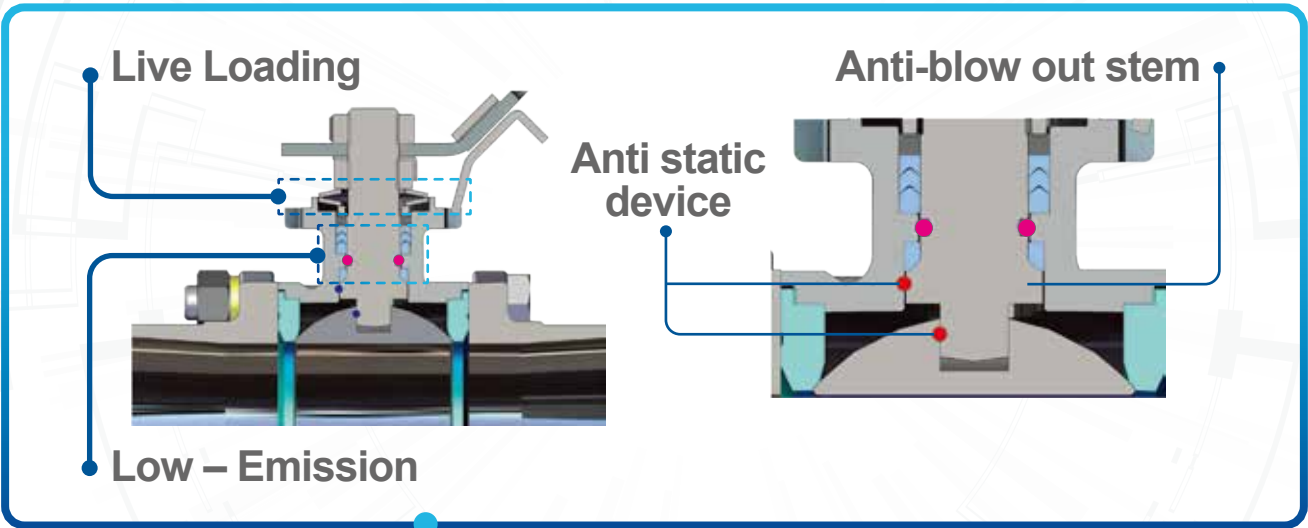 Live Loading
Anti-blow out stem
Anti static
device
Low – Emission